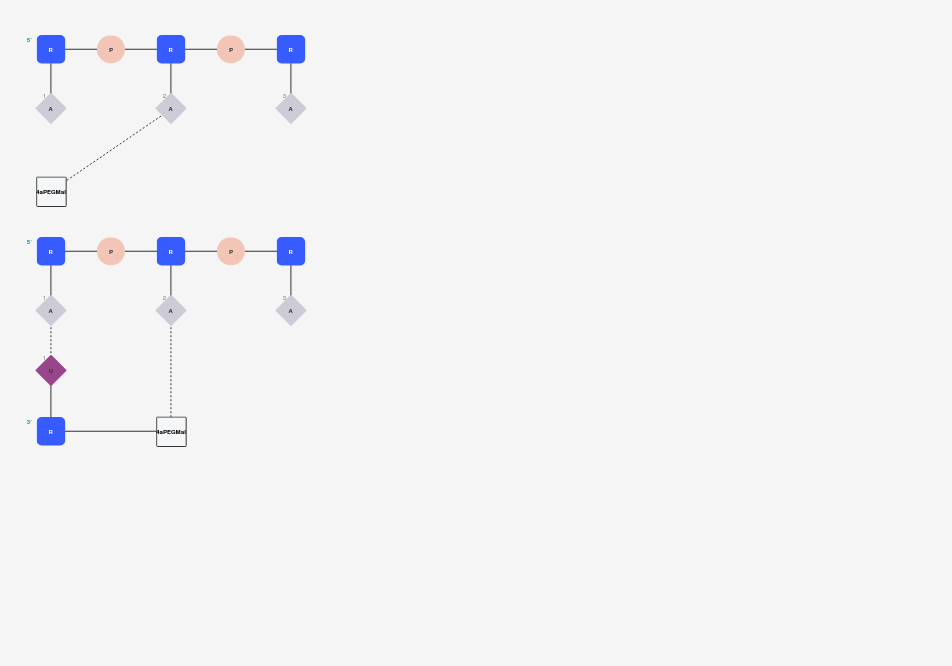 5' R P R P R
1 A 2 A 3 A
4aPEGMal
5' R P R P R
1 A 2 A 3 A
1 U
3' R 4aPEGMal